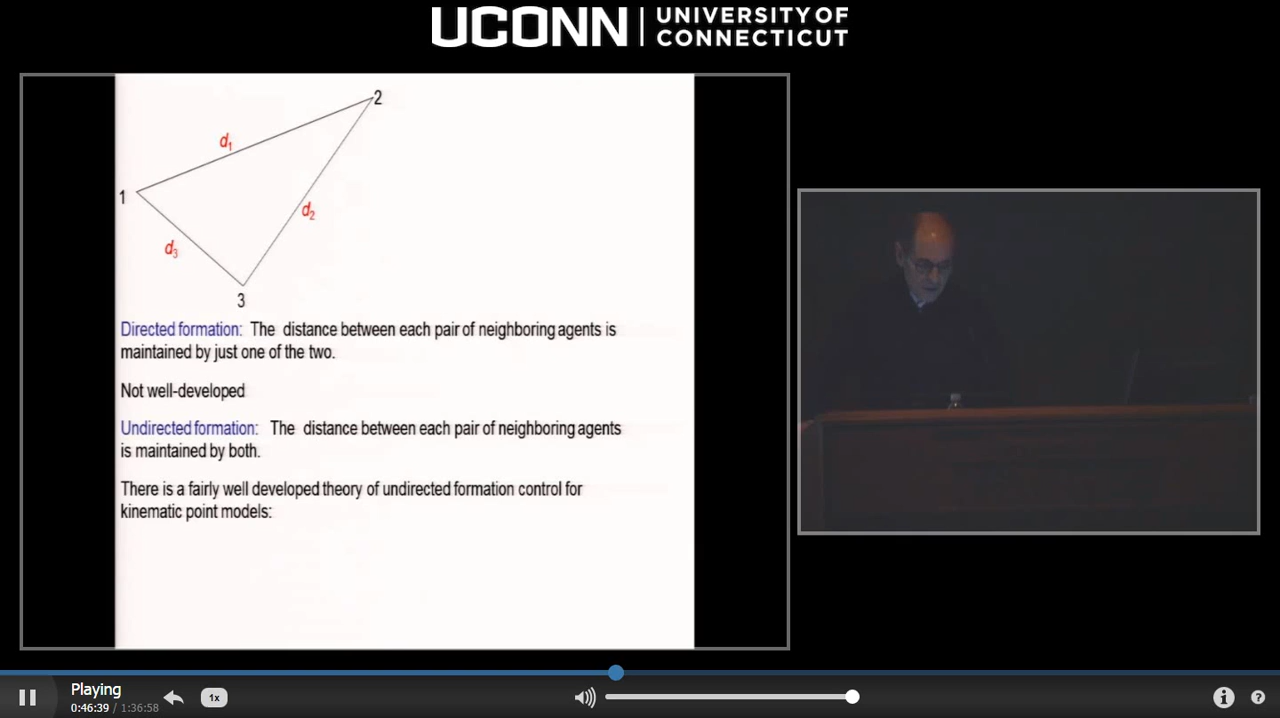 UCONN | UNIVERSITY OF
CONNECTICUT
2
d1
1
d2
d3
3
Directed formation: The distance between each pair of neighboring agents is
maintained by just one of the two.
Not well-developed
Undirected formation: The distance between each pair of neighboring agents
is maintained by both.
There is a fairly well developed theory of undirected formation control for
kinematic point models:
Playing
1x
0:46:39 / 1:36:58
i
?